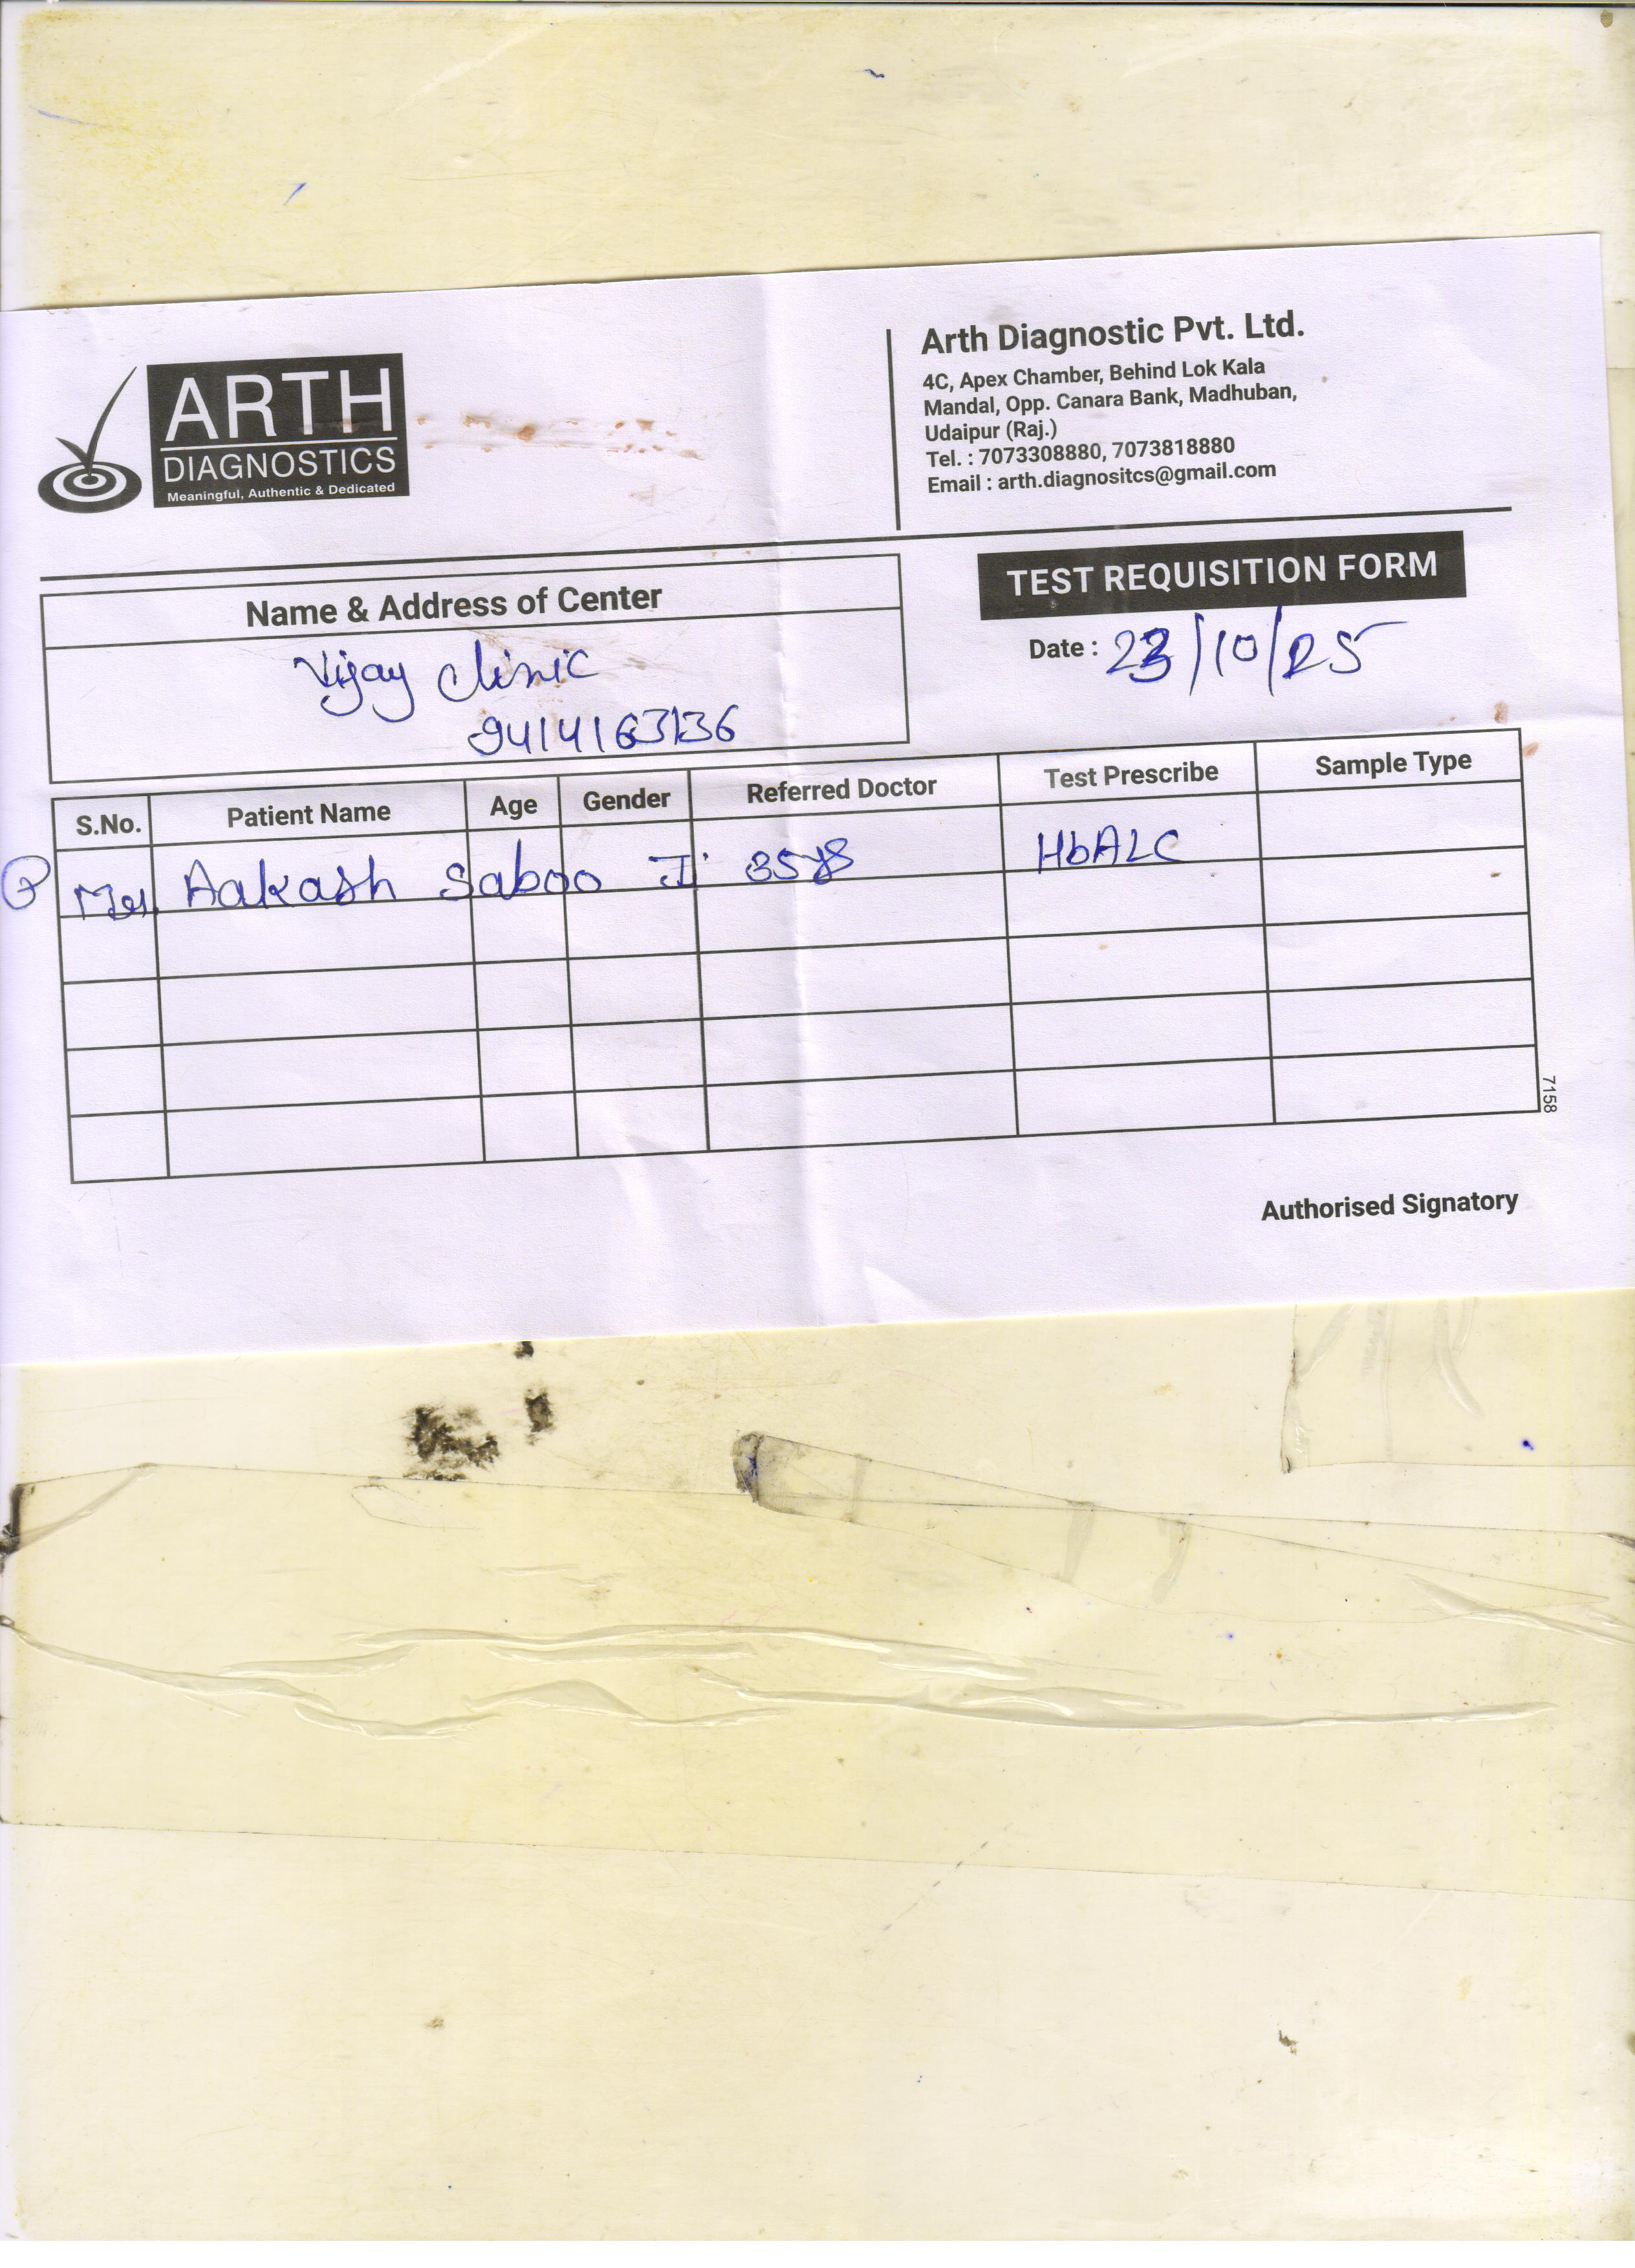 ARTH
DIAGNOSTICS
Meaningful, Authentic & Dedicated
Arth Diagnostic Pvt. Ltd.
4C, Apex Chamber, Behind Lok Kala
Mandal, Opp. Canara Bank, Madhuban,
Udaipur (Raj.)
Tel. : 7073308880, 7073818880
Email : arth.diagnositcs@gmail.com
Name & Address of Center
Vijay Clinic
9414163136
TEST REQUISITION FORM
Date : 23/10/25
S.No. Patient Name Age Gender Referred Doctor Test Prescribe Sample Type
Aakash Saboo Ji HbA1C
7158
Authorised Signatory